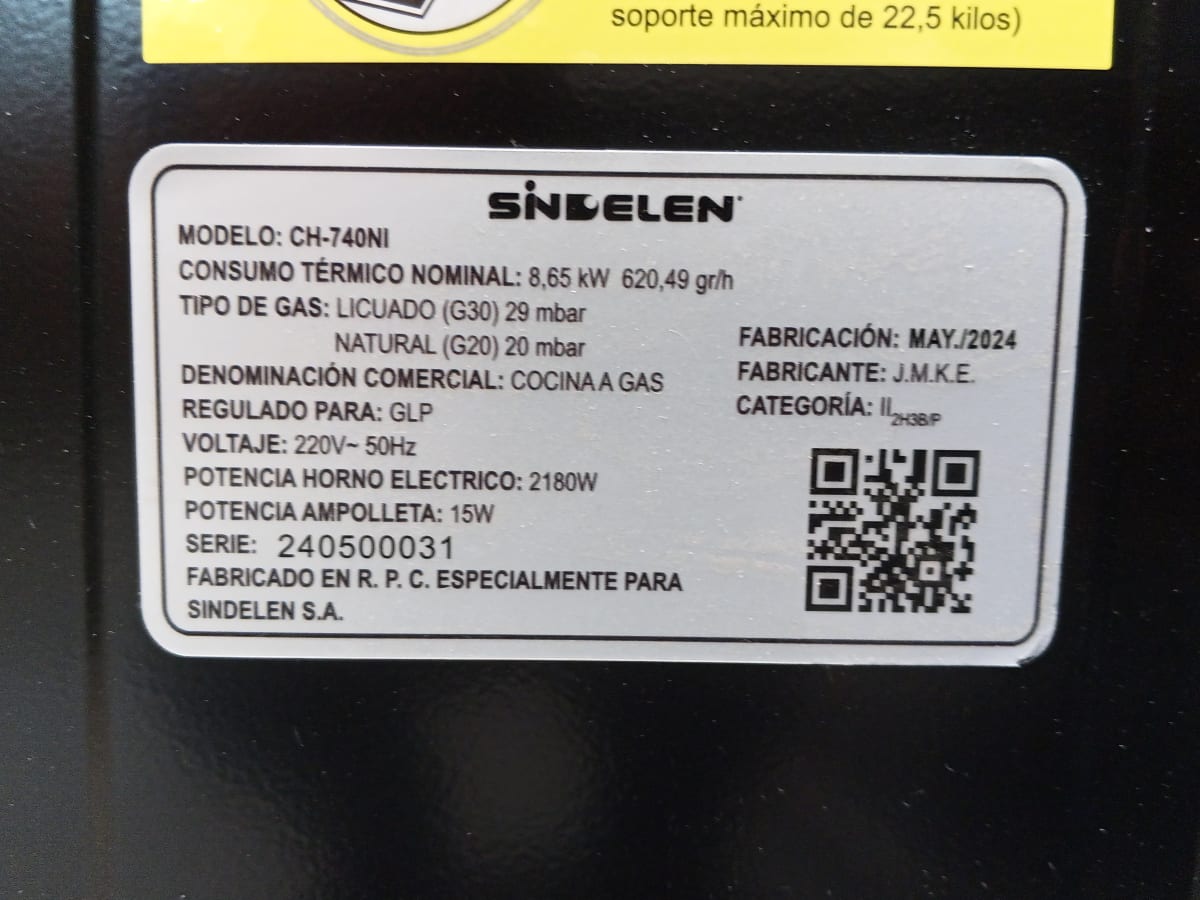 soporte máximo de 22,5 kilos)
SINDELEN
MODELO: CH-740NI
CONSUMO TÉRMICO NOMINAL: 8,65 kW 620,49 gr/h
TIPO DE GAS: LICUADO (G30) 29 mbar
NATURAL (G20) 20 mbar
DENOMINACIÓN COMERCIAL: COCINA A GAS
REGULADO PARA: GLP
VOLTAJE: 220V~ 50Hz
POTENCIA HORNO ELECTRICO: 2180W
POTENCIA AMPOLLETA: 15W
SERIE: 240500031
FABRICADO EN R. P. C. ESPECIALMENTE PARA
SINDELEN S.A.
FABRICACIÓN: MAY./2024
FABRICANTE: J.M.K.E.
CATEGORÍA: II2H3B/P